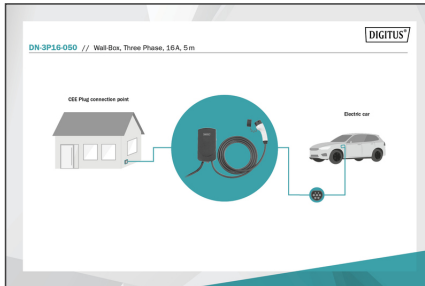 DIGITUS®
DN-3P16-050 // Wall-Box, Three Phase, 16A, 5 m
CEE Plug connection point
Electric car